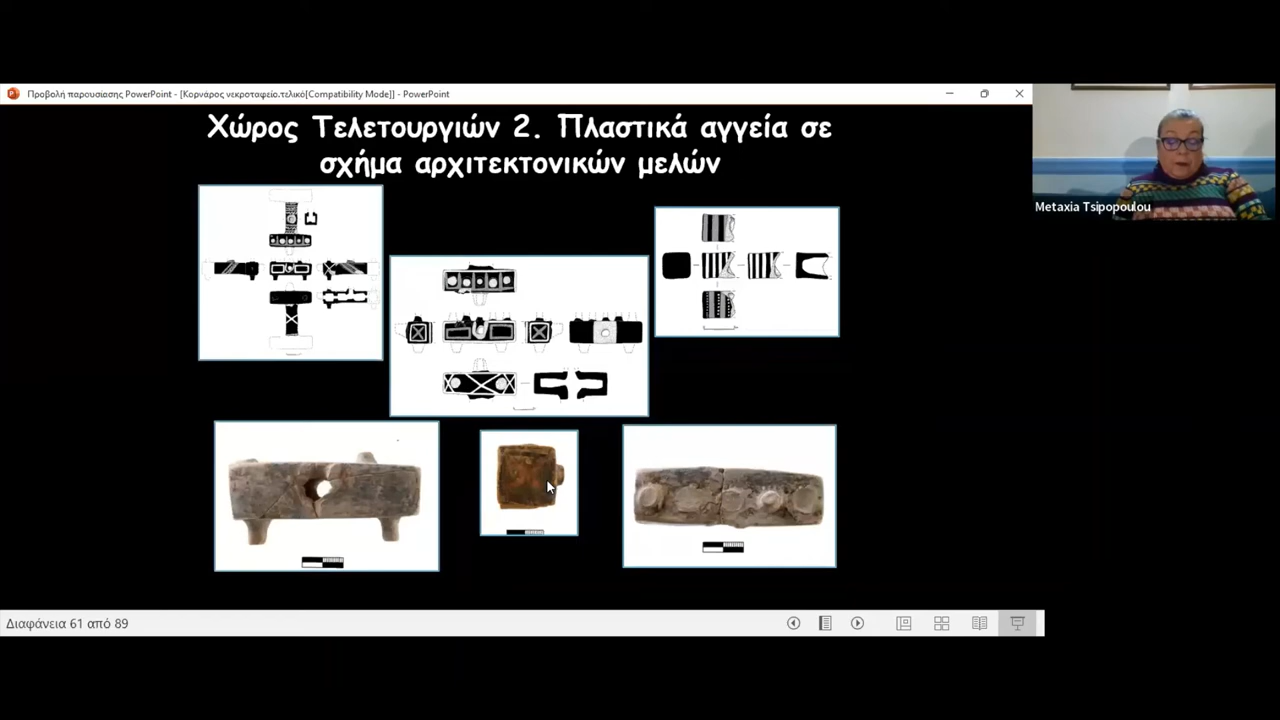 Προβολή παρουσίασης PowerPoint - [Κορνάρος νεκροταφείο.τελικό[Compatibility Mode]] - PowerPoint
Χώρος Τελετουργιών 2. Πλαστικά αγγεία σε
σχήμα αρχιτεκτονικών μελών
Metaxia Tsipopoulou
Διαφάνεια 61 από 89